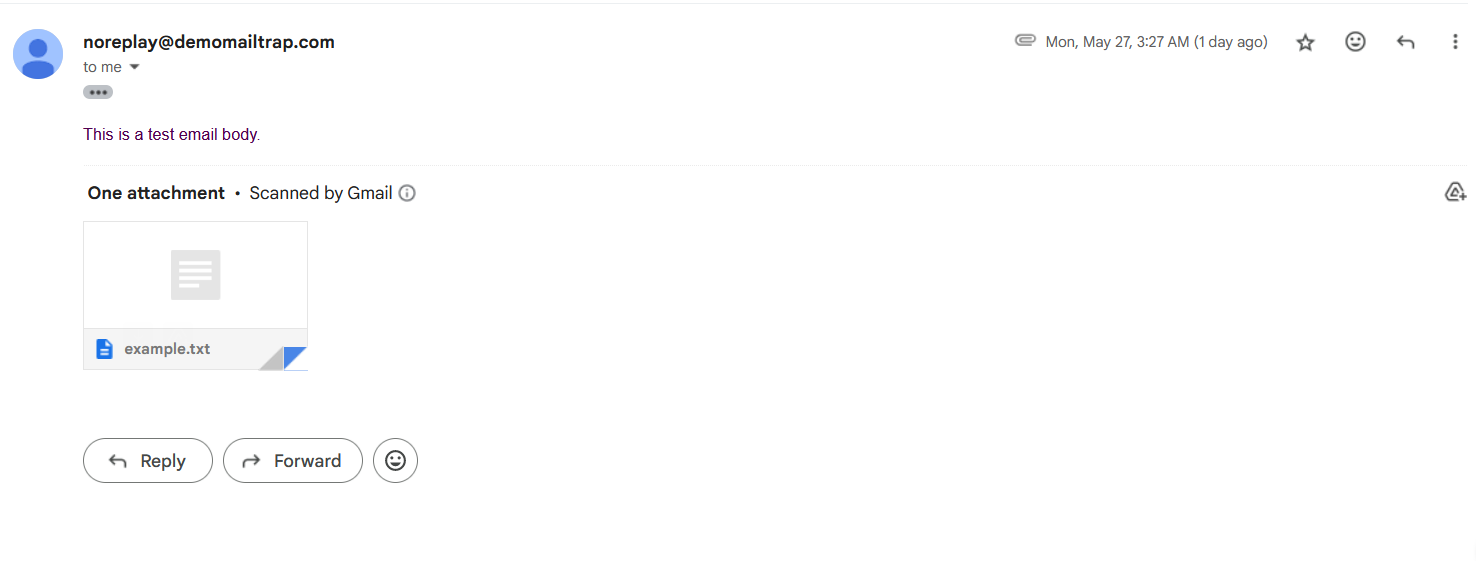 noreplay@demomailtrap.com
Mon, May 27, 3:27 AM (1 day ago)
to me
This is a test email body.
One attachment • Scanned by Gmail
example.txt
Reply
Forward